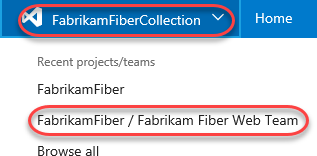 FabrikamFiberCollection Home
Recent projects/teams
FabrikamFiber
FabrikamFiber / Fabrikam Fiber Web Team
Browse all